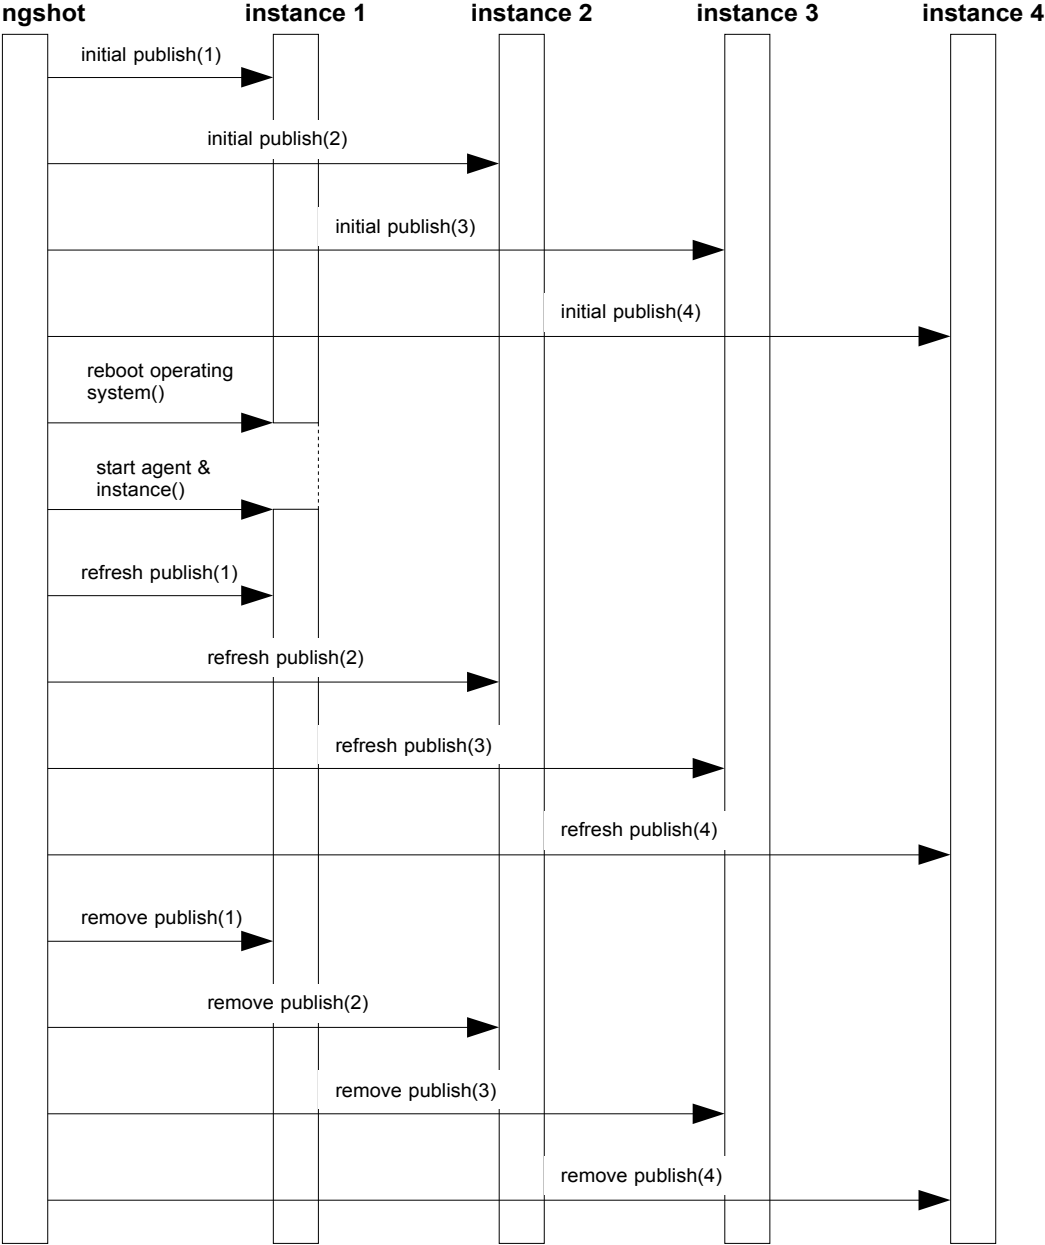 ngshot instance 1 instance 2 instance 3 instance 4
initial publish(1)
initial publish(2)
initial publish(3)
initial publish(4)
reboot operating
system()
start agent &
instance()
refresh publish(1)
refresh publish(2)
refresh publish(3)
refresh publish(4)
remove publish(1)
remove publish(2)
remove publish(3)
remove publish(4)